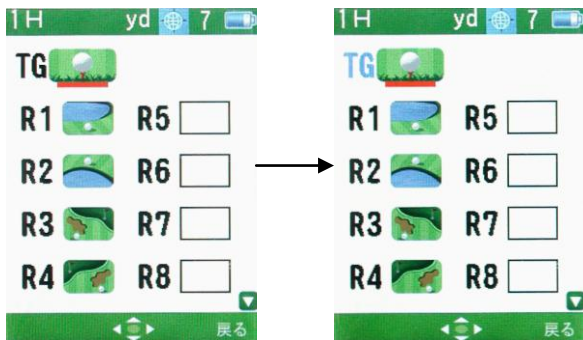 1H yd 7
TG
R1 R5
R2 R6
R3 R7
R4 R8
戻る
1H yd 7
TG
R1 R5
R2 R6
R3 R7
R4 R8
戻る